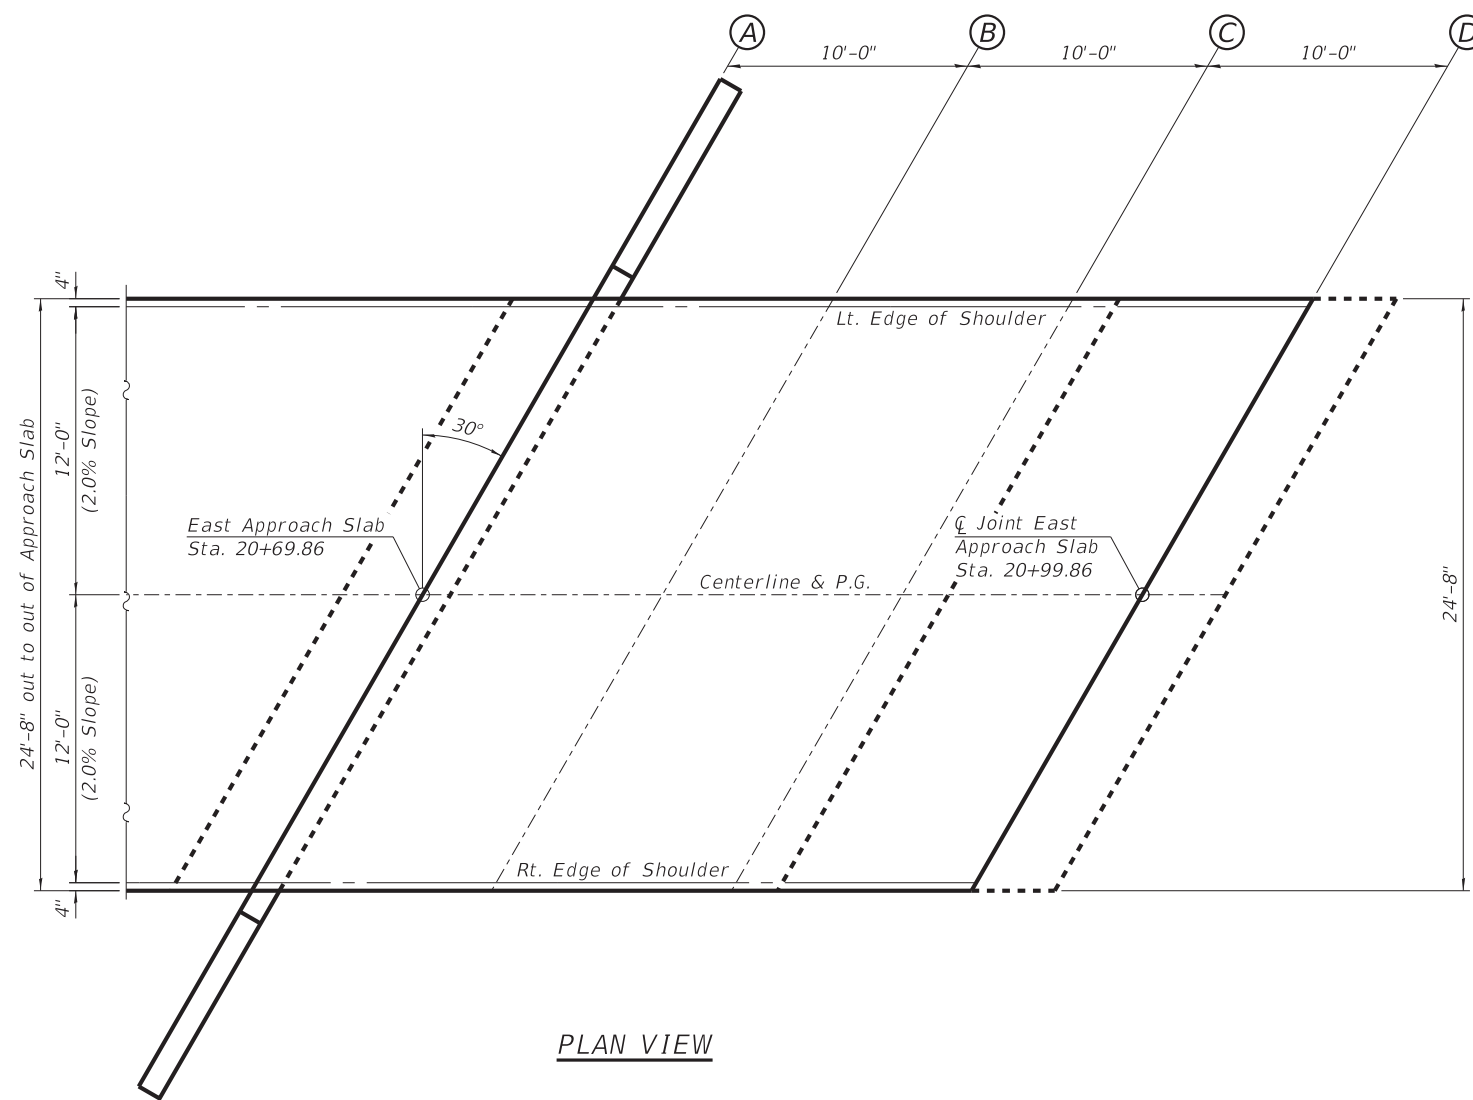 A
B
C
D
10'-0"
10'-0"
10'-0"
4"
Lt. Edge of Shoulder
24'-8" out to out of Approach Slab
12'-0"
(2.0% Slope)
30°
East Approach Slab
Sta. 20+69.86
℄ Joint East
Approach Slab
Sta. 20+99.86
Centerline & P.G.
24'-8"
12'-0"
(2.0% Slope)
Rt. Edge of Shoulder
4"
PLAN VIEW